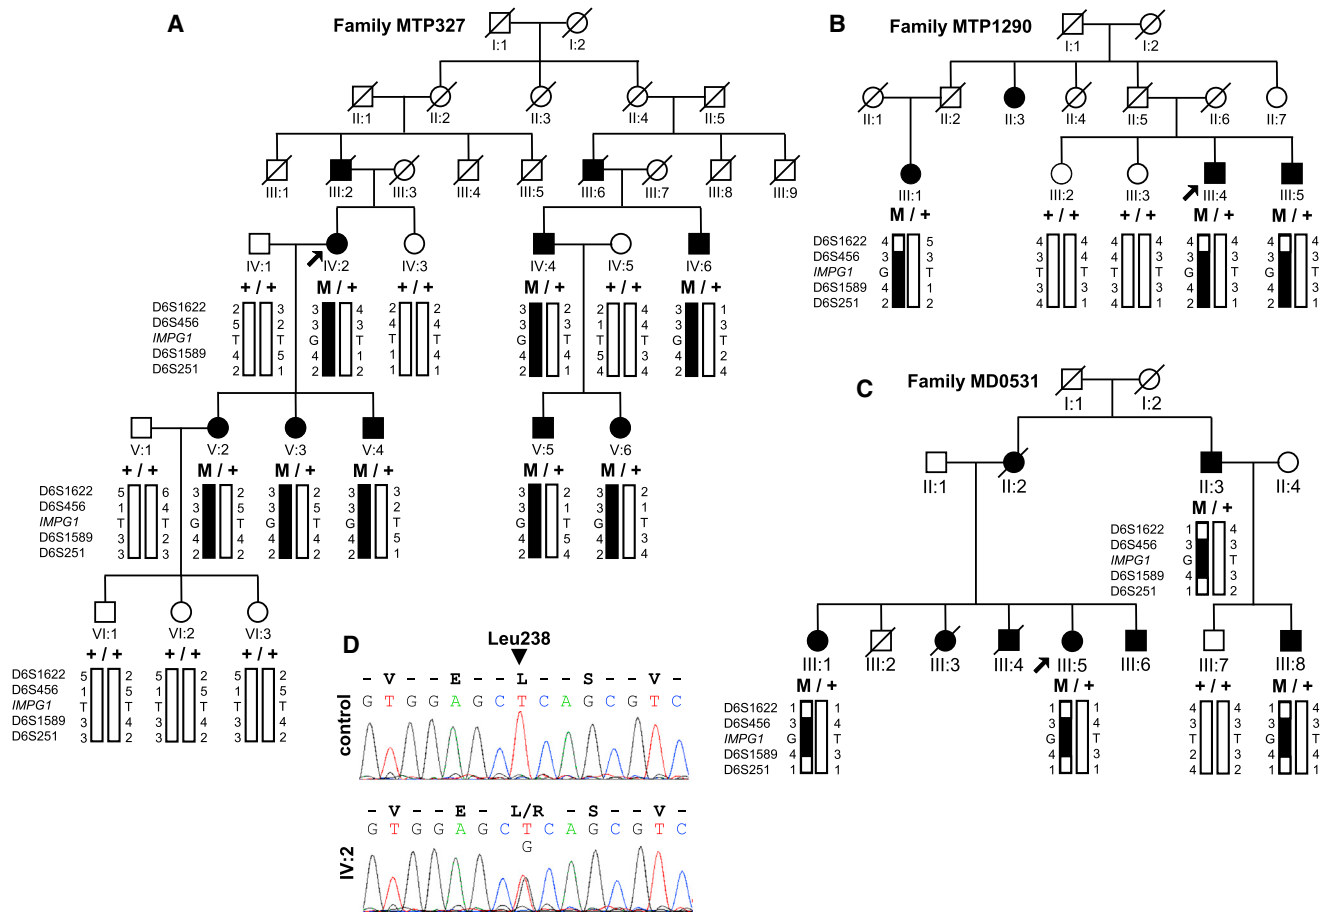 A
Family MTP327
I:1
I:2
II:1
II:2
II:3
II:4
II:5
III:1
III:2
III:3
III:4
III:5
III:6
III:7
III:8
III:9
IV:1
IV:2
IV:3
IV:4
IV:5
IV:6
+ / +
M / +
+ / +
M / +
+ / +
M / +
D6S1622 2 3 3 4 2 2 3 2 2 4 3 1
D6S456 5 2 3 3 4 4 3 3 1 4 3 3
IMPG1 T T G T T T G T T T G T
D6S1589 4 5 4 2 1 4 4 4 5 3 4 2
D6S251 2 1 2 2 1 1 2 1 4 4 2 4
V:1
V:2
V:3
V:4
V:5
V:6
+ / +
M / +
M / +
M / +
M / +
M / +
D6S1622 5 6 3 2 3 2 3 3 3 2 3 2
D6S456 1 4 3 5 3 5 3 2 3 1 3 1
IMPG1 T T G T G T G T G T G T
D6S1589 3 2 4 4 4 4 4 5 4 5 4 3
D6S251 3 3 2 2 2 2 2 1 2 4 2 4
VI:1
VI:2
VI:3
+ / +
+ / +
+ / +
D6S1622 5 2 5 2 5 2
D6S456 1 5 1 5 1 5
IMPG1 T T T T T T
D6S1589 3 4 3 4 3 4
D6S251 3 2 3 2 3 2
B
Family MTP1290
I:1
I:2
II:1
II:2
II:3
II:4
II:5
II:6
II:7
III:1
III:2
III:3
III:4
III:5
M / +
+ / +
+ / +
M / +
M / +
D6S1622 4 5 4 4 4 4 4 4 4 4
D6S456 3 3 3 4 3 4 3 3 3 3
IMPG1 G T T T T T G T G T
D6S1589 4 2 3 3 3 3 4 3 4 3
D6S251 2 2 4 1 4 1 2 1 2 1
C
Family MD0531
I:1
I:2
II:1
II:2
II:3
II:4
M / +
D6S1622 1 4
D6S456 3 3
IMPG1 G T
D6S1589 4 3
D6S251 1 2
III:1
III:2
III:3
III:4
III:5
III:6
III:7
III:8
M / +
M / +
+ / +
M / +
D6S1622 1 1 1 1 4 4 1 4
D6S456 3 4 3 4 3 3 3 3
IMPG1 G T G T T T G T
D6S1589 4 3 4 3 2 3 4 3
D6S251 1 1 1 1 4 2 1 2
D
Leu238
control
– V – – E – – L – – S – – V –
G T G G A G C T C A G C G T C
IV:2
– V – – E – L/R – S – – V –
G T G G A G C T C A G C G T C
G